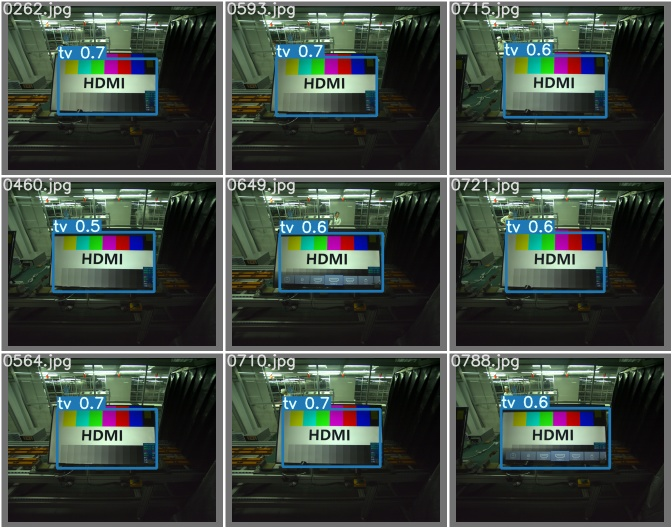 0262.jpg
tv 0.7
HDMI
0593.jpg
tv 0.7
HDMI
0715.jpg
tv 0.6
HDMI
0460.jpg
tv 0.5
HDMI
0649.jpg
tv 0.6
HDMI
0721.jpg
tv 0.6
HDMI
0564.jpg
tv 0.7
HDMI
0710.jpg
tv 0.7
HDMI
0788.jpg
tv 0.6
HDMI